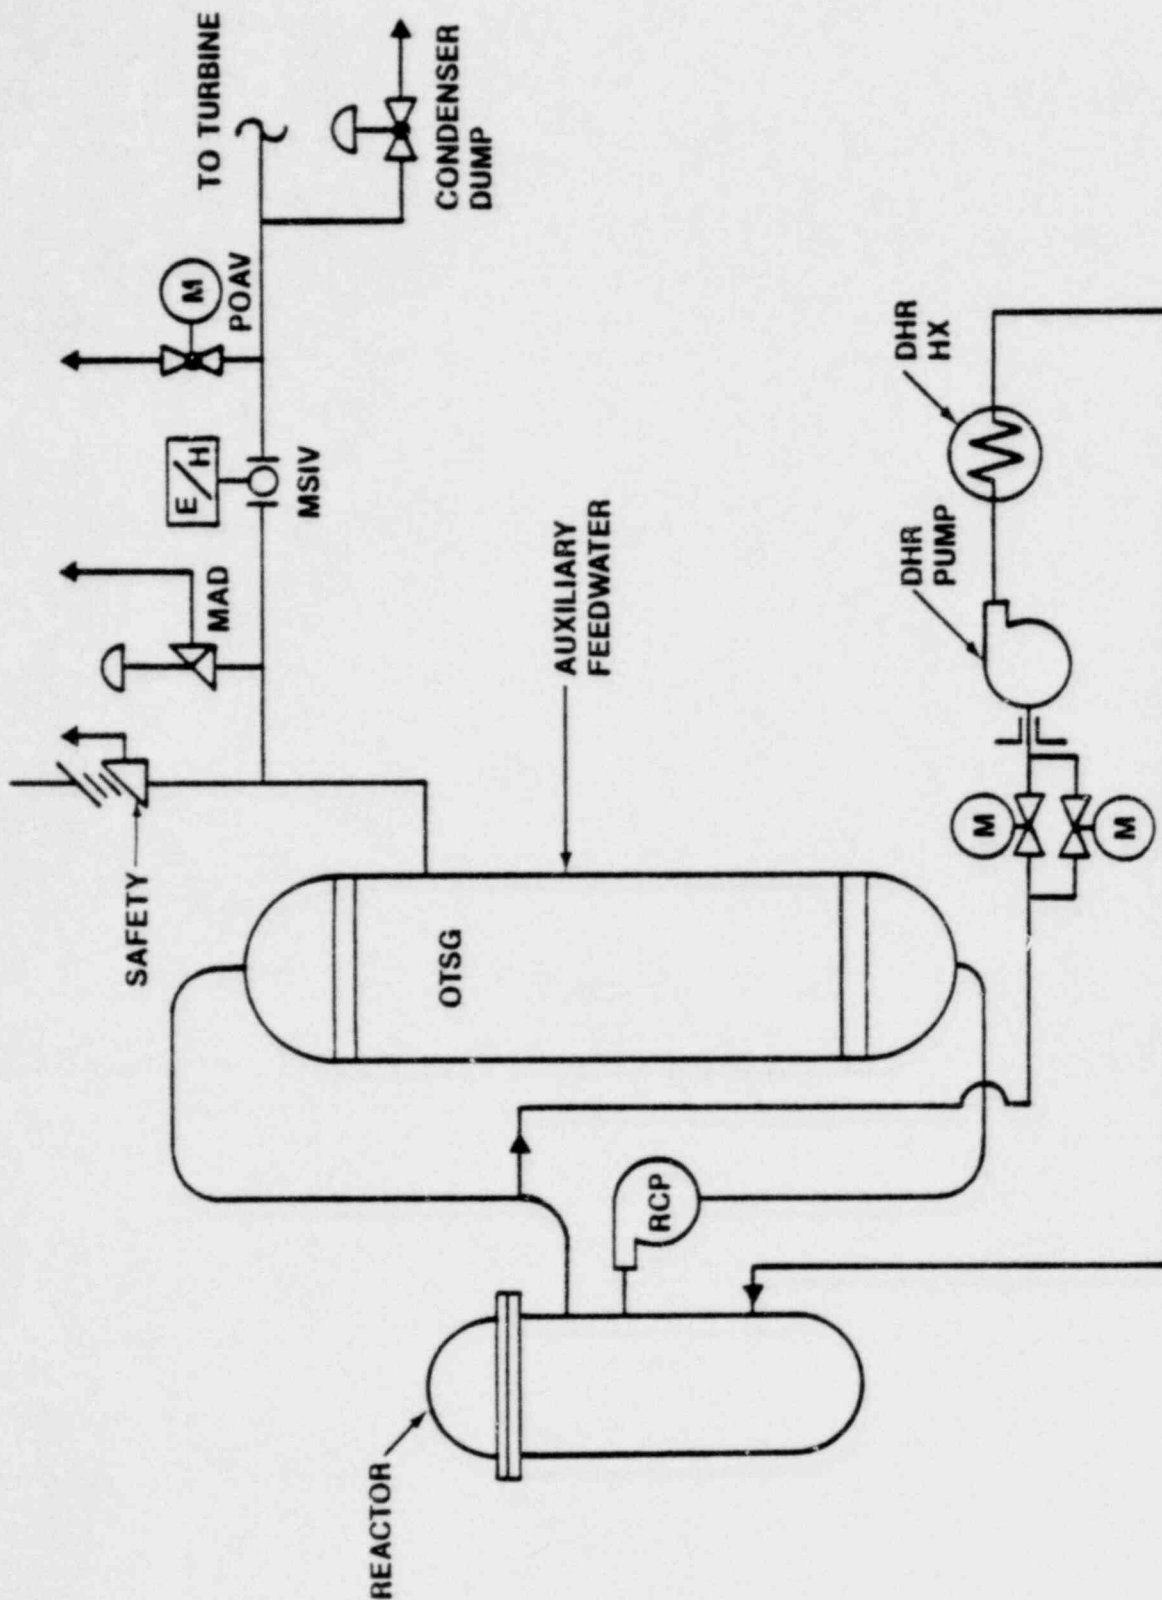 TO TURBINE
CONDENSER
DUMP
M
POAV
E/H
MSIV
MAD
SAFETY
AUXILIARY
FEEDWATER
OTSG
DHR
HX
DHR
PUMP
M
M
RCP
REACTOR